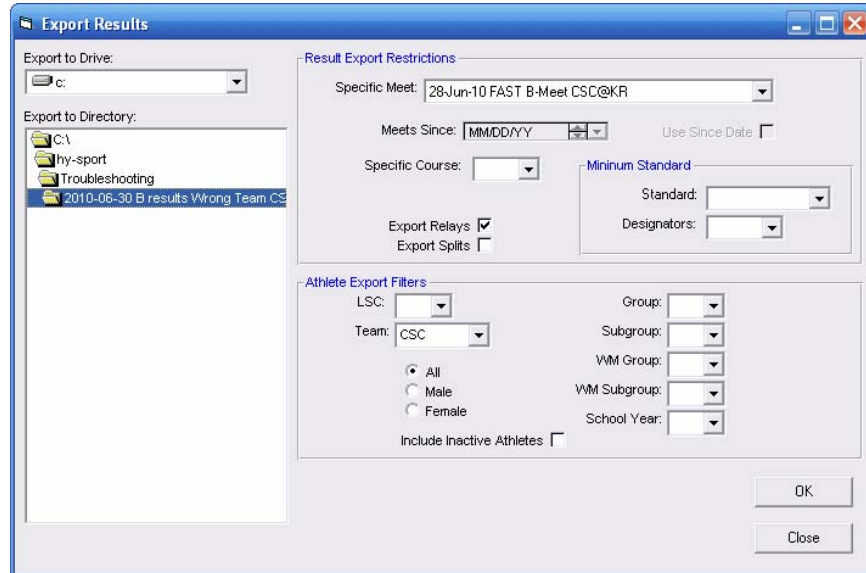 Export Results
Export to Drive:
c:
Export to Directory:
C:\
hy-sport
Troubleshooting
2010-06-30 B results Wrong Team CS
Result Export Restrictions
Specific Meet: 28-Jun-10 FAST B-Meet CSC@KR
Meets Since: MM/DD/YY Use Since Date
Specific Course:
Mininum Standard
Standard:
Designators:
Export Relays
Export Splits
Athlete Export Filters
LSC:
Team: CSC
All
Male
Female
Include Inactive Athletes
Group:
Subgroup:
WM Group:
WM Subgroup:
School Year:
OK
Close